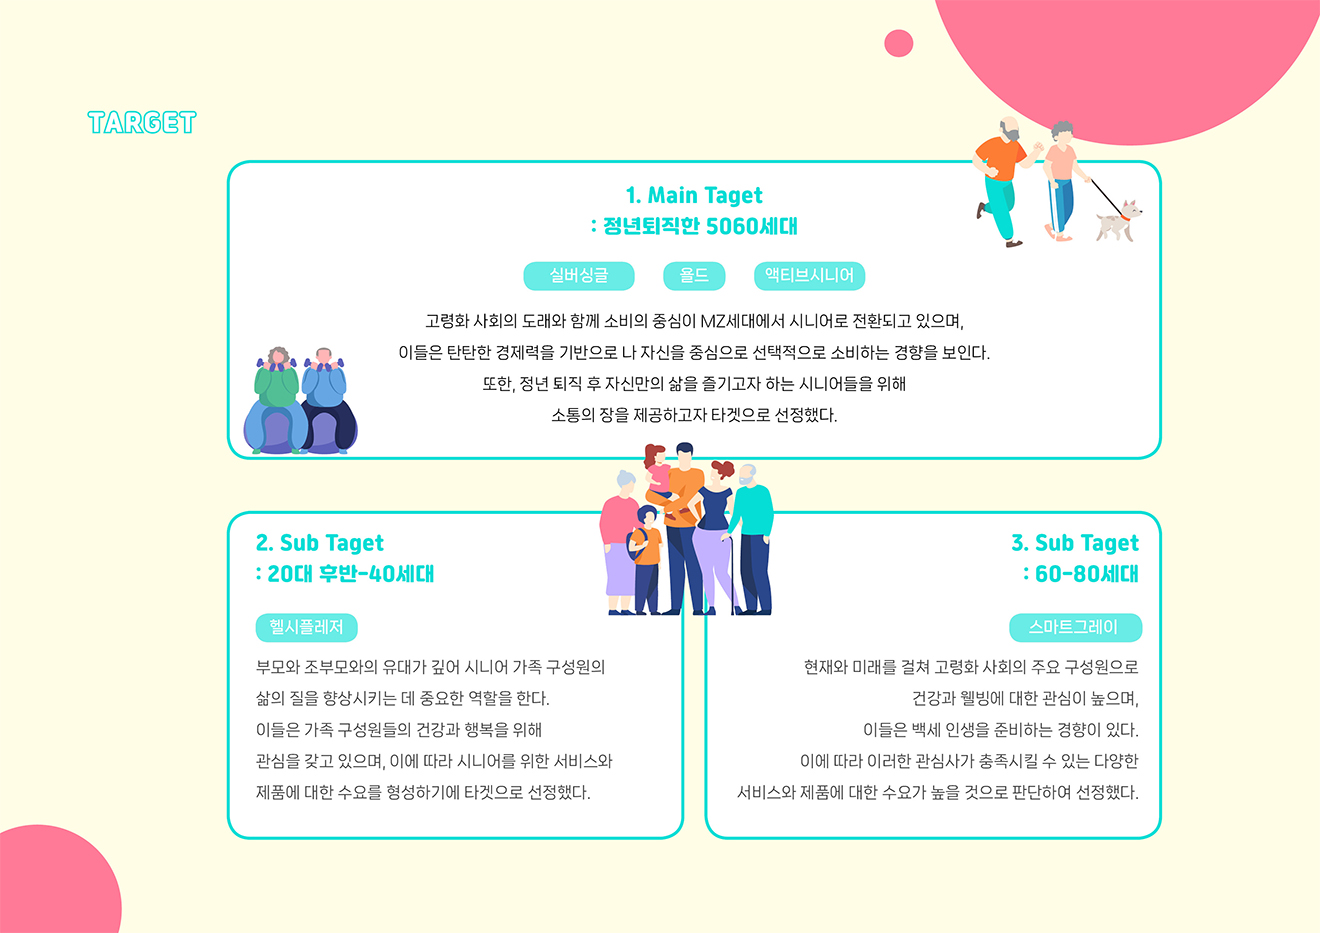 TARGET
1. Main Taget
: 정년퇴직한 5060세대
실버싱글 욜드 액티브시니어
고령화 사회의 도래와 함께 소비의 중심이 MZ세대에서 시니어로 전환되고 있으며,
이들은 탄탄한 경제력을 기반으로 나 자신을 중심으로 선택적으로 소비하는 경향을 보인다.
또한, 정년 퇴직 후 자신만의 삶을 즐기고자 하는 시니어들을 위해
소통의 장을 제공하고자 타겟으로 선정했다.
2. Sub Taget
: 20대 후반-40세대
헬시플레저
부모와 조부모와의 유대가 깊어 시니어 가족 구성원의
삶의 질을 향상시키는 데 중요한 역할을 한다.
이들은 가족 구성원들의 건강과 행복을 위해
관심을 갖고 있으며, 이에 따라 시니어를 위한 서비스와
제품에 대한 수요를 형성하기에 타겟으로 선정했다.
3. Sub Taget
: 60-80세대
스마트그레이
현재와 미래를 걸쳐 고령화 사회의 주요 구성원으로
건강과 웰빙에 대한 관심이 높으며,
이들은 백세 인생을 준비하는 경향이 있다.
이에 따라 이러한 관심사가 충족시킬 수 있는 다양한
서비스와 제품에 대한 수요가 높을 것으로 판단하여 선정했다.